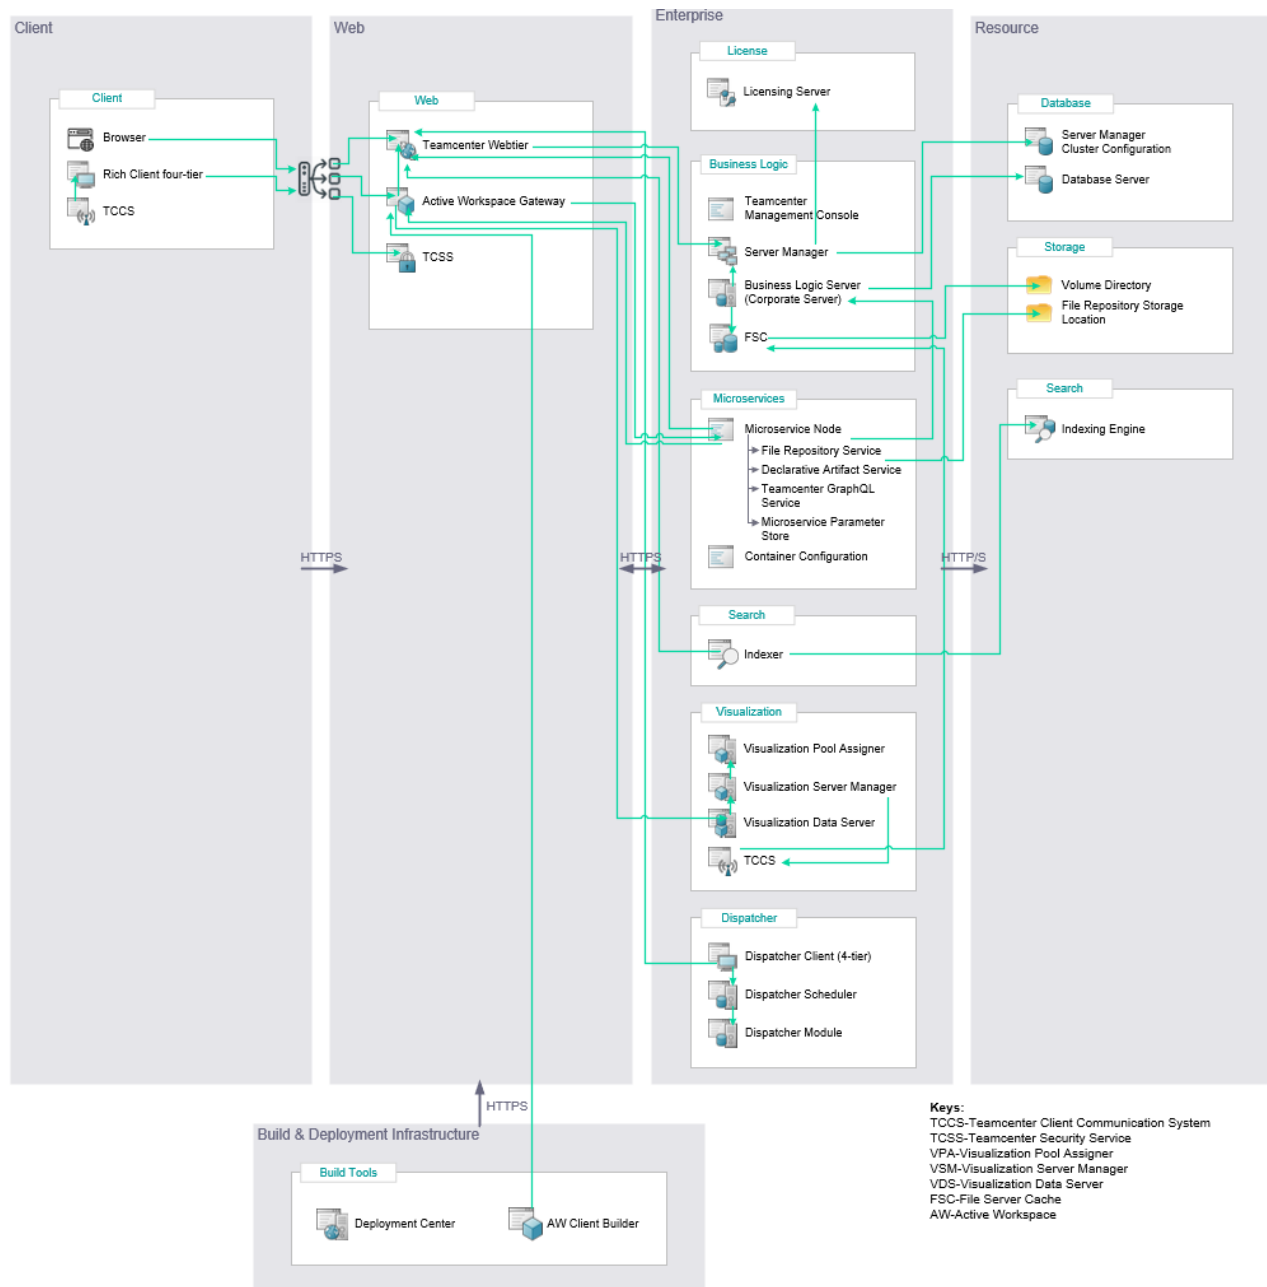 Client
Web
Enterprise
Resource
Client
Browser
Rich Client four-tier
TCCS
Web
Teamcenter Webtier
Active Workspace Gateway
TCSS
License
Licensing Server
Business Logic
Teamcenter
Management Console
Server Manager
Business Logic Server
(Corporate Server)
FSC
Microservices
Microservice Node
File Repository Service
Declarative Artifact Service
Teamcenter GraphQL
Service
Microservice Parameter
Store
Container Configuration
Search
Indexer
Visualization
Visualization Pool Assigner
Visualization Server Manager
Visualization Data Server
TCCS
Dispatcher
Dispatcher Client (4-tier)
Dispatcher Scheduler
Dispatcher Module
Database
Server Manager
Cluster Configuration
Database Server
Storage
Volume Directory
File Repository Storage
Location
Search
Indexing Engine
HTTPS
HTTPS
HTTP/S
HTTPS
Build & Deployment Infrastructure
Build Tools
Deployment Center
AW Client Builder
Keys:
TCCS-Teamcenter Client Communication System
TCSS-Teamcenter Security Service
VPA-Visualization Pool Assigner
VSM-Visualization Server Manager
VDS-Visualization Data Server
FSC-File Server Cache
AW-Active Workspace